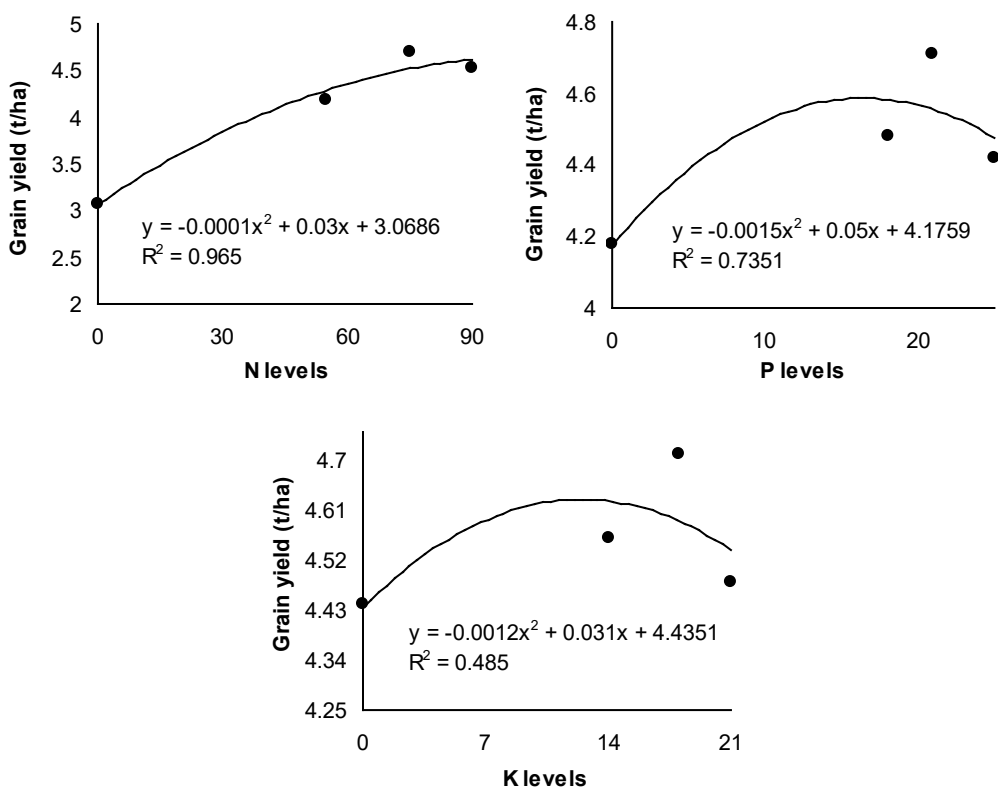 5
4.5
4
3.5
3
2.5
2
Grain yield (t/ha)
y = -0.0001x² + 0.03x + 3.0686
R² = 0.965
0 30 60 90
N levels
4.8
4.6
4.4
4.2
4
Grain yield (t/ha)
y = -0.0015x² + 0.05x + 4.1759
R² = 0.7351
0 10 20
P levels
4.7
4.61
4.52
4.43
4.34
4.25
Grain yield (t/ha)
y = -0.0012x² + 0.031x + 4.4351
R² = 0.485
0 7 14 21
K levels